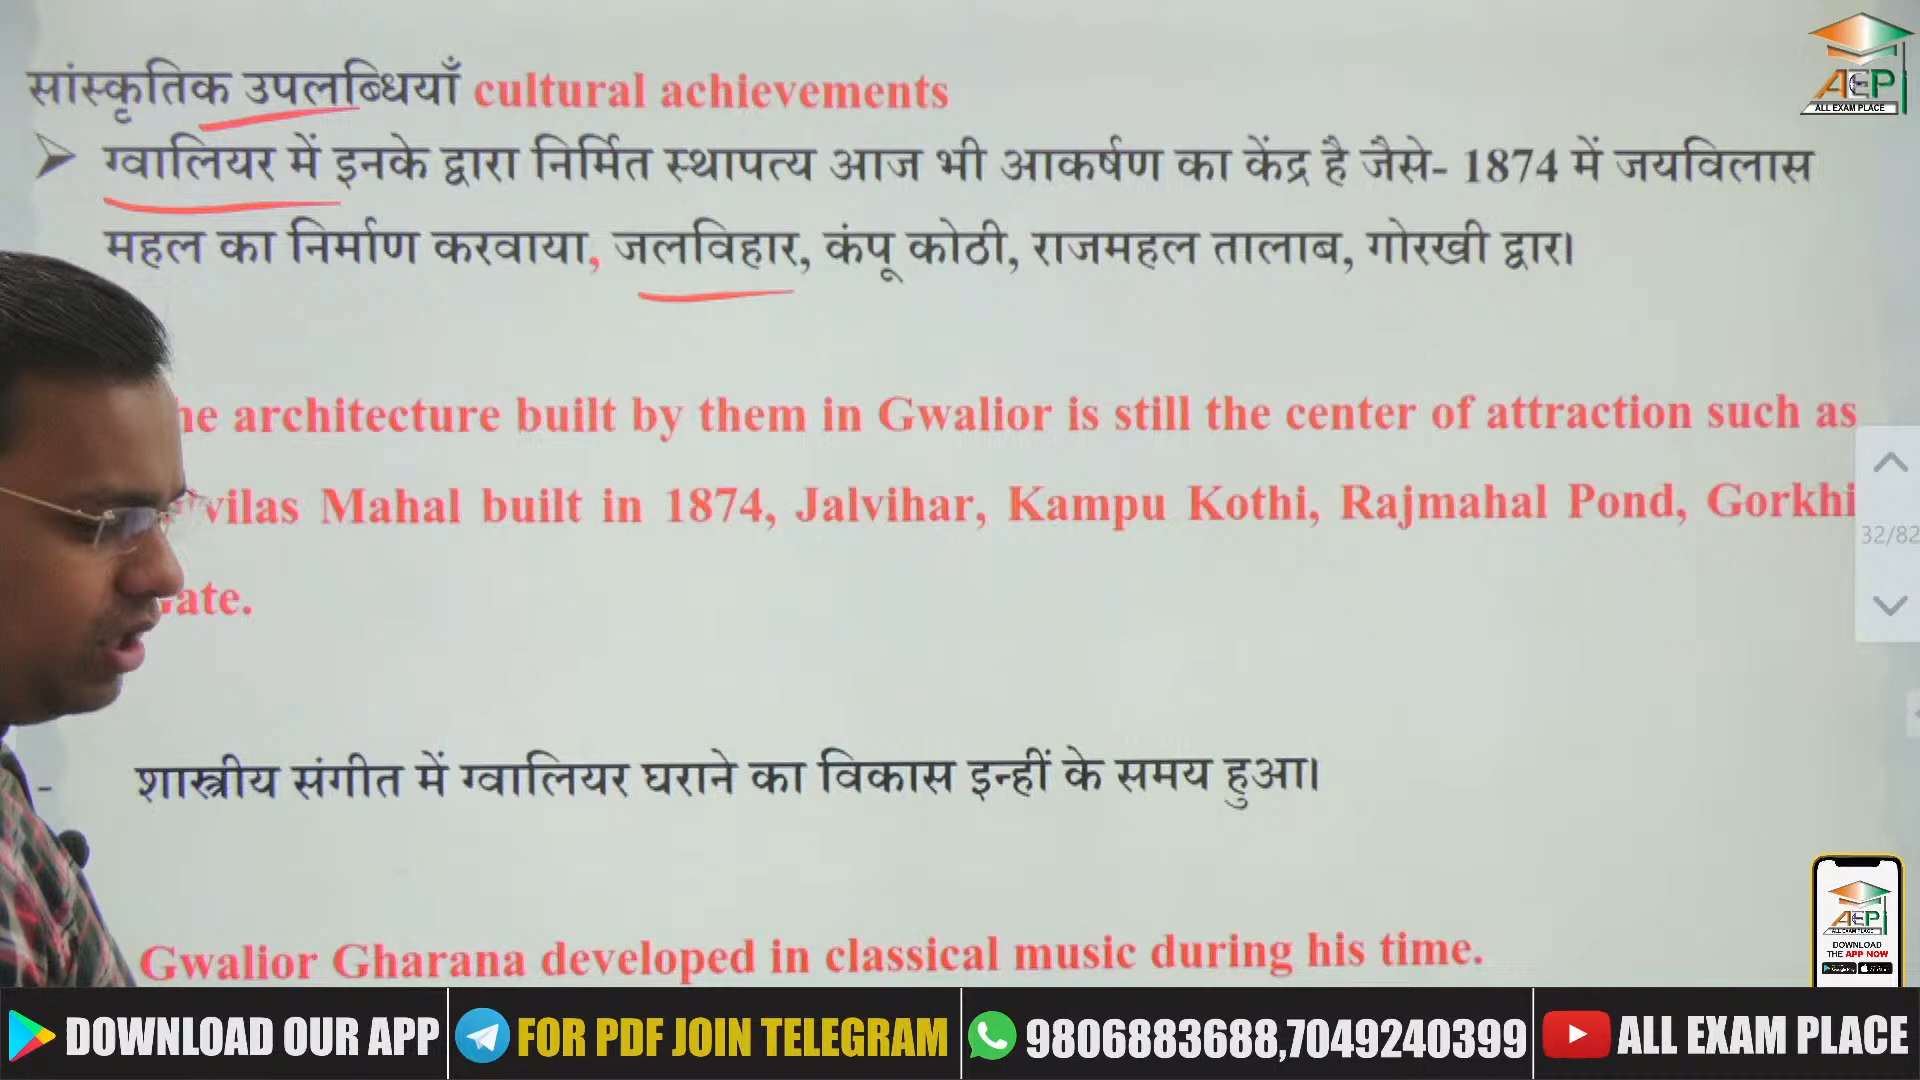 सांस्कृतिक उपलब्धियाँ cultural achievements
ग्वालियर में इनके द्वारा निर्मित स्थापत्य आज भी आकर्षण का केंद्र है जैसे- 1874 में जयविलास
महल का निर्माण करवाया, जलविहार, कंपू कोठी, राजमहल तालाब, गोरखी द्वार।
he architecture built by them in Gwalior is still the center of attraction such as
vilas Mahal built in 1874, Jalvihar, Kampu Kothi, Rajmahal Pond, Gorkhi
ate.
32/82
- शास्त्रीय संगीत में ग्वालियर घराने का विकास इन्हीं के समय हुआ।
Gwalior Gharana developed in classical music during his time.
AEP
ALL EXAM PLACE
AEP
ALL EXAM PLACE
DOWNLOAD
THE APP NOW
DOWNLOAD OUR APP
FOR PDF JOIN TELEGRAM
9806883688,7049240399
ALL EXAM PLACE